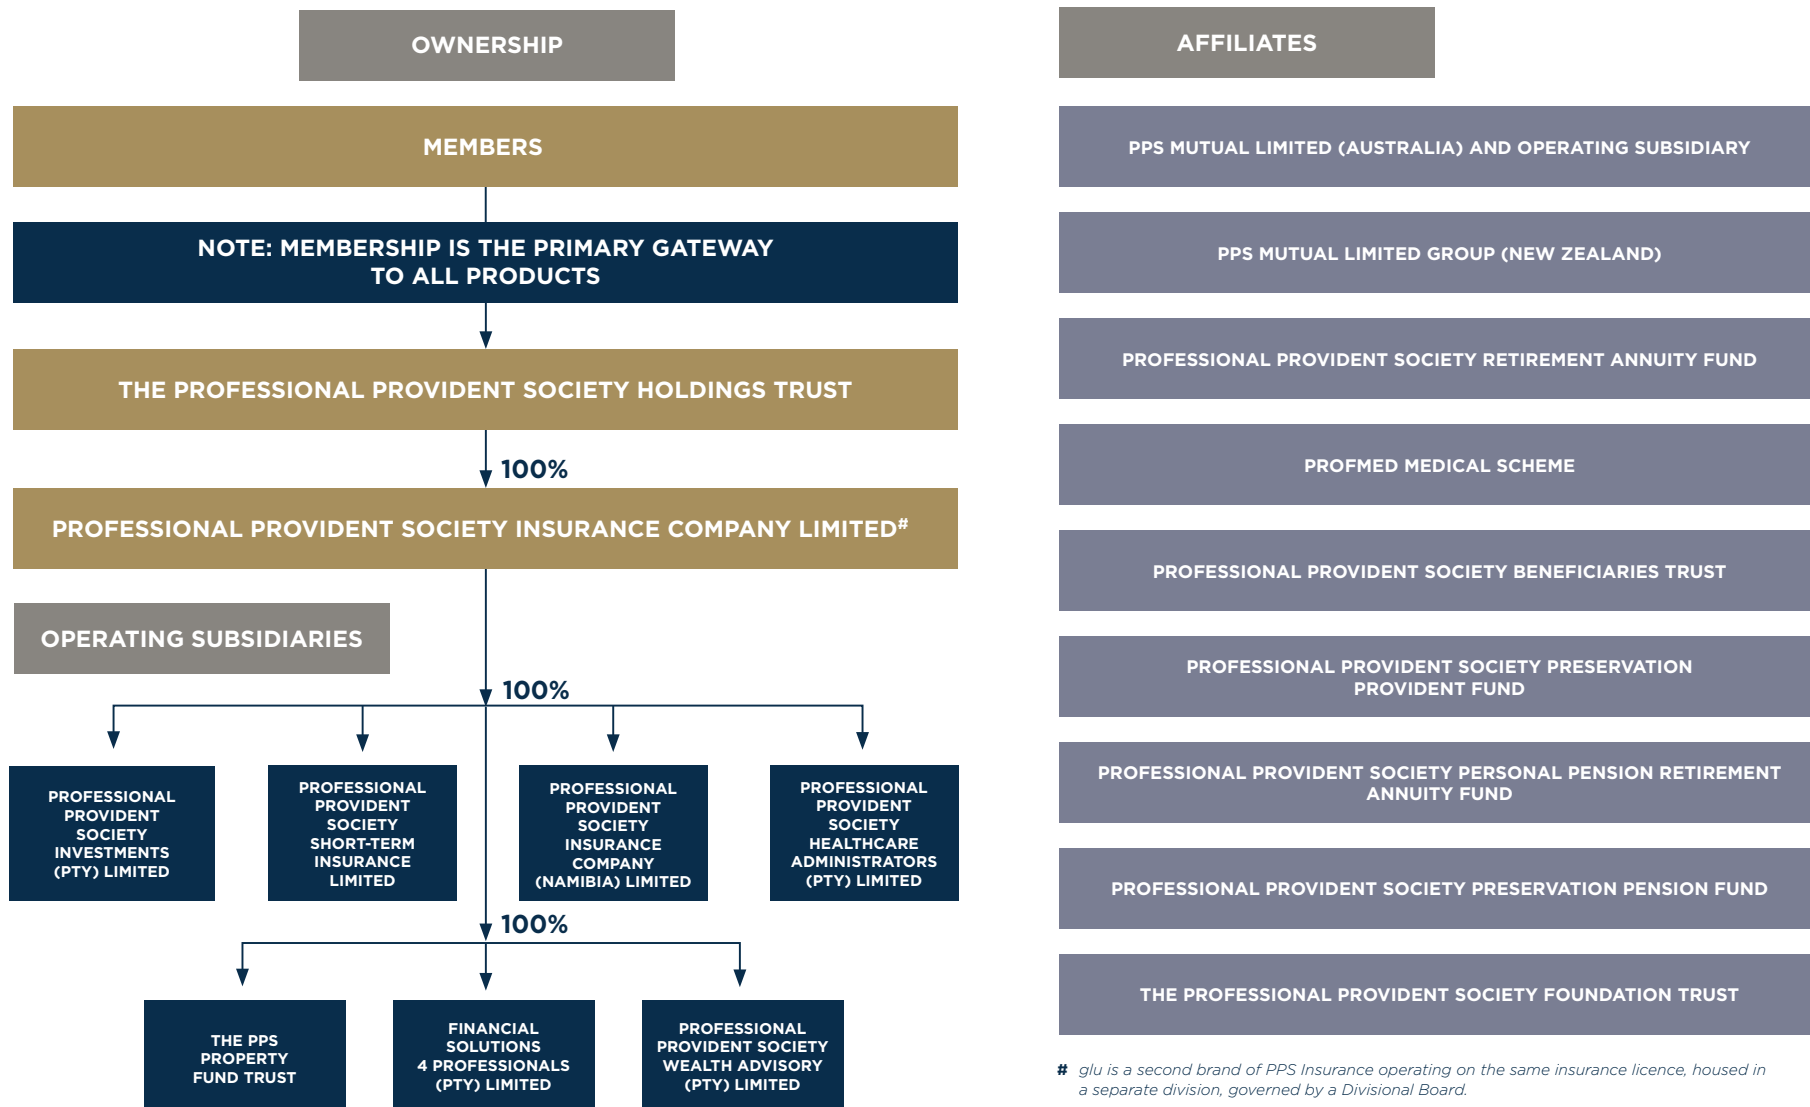 OWNERSHIP
MEMBERS
NOTE: MEMBERSHIP IS THE PRIMARY GATEWAY
TO ALL PRODUCTS
THE PROFESSIONAL PROVIDENT SOCIETY HOLDINGS TRUST
100%
PROFESSIONAL PROVIDENT SOCIETY INSURANCE COMPANY LIMITED#
OPERATING SUBSIDIARIES
100%
PROFESSIONAL
PROVIDENT
SOCIETY
INVESTMENTS
(PTY) LIMITED
PROFESSIONAL
PROVIDENT
SOCIETY
SHORT-TERM
INSURANCE
LIMITED
PROFESSIONAL
PROVIDENT
SOCIETY
INSURANCE
COMPANY
(NAMIBIA) LIMITED
PROFESSIONAL
PROVIDENT
SOCIETY
HEALTHCARE
ADMINISTRATORS
(PTY) LIMITED
100%
THE PPS
PROPERTY
FUND TRUST
FINANCIAL
SOLUTIONS
4 PROFESSIONALS
(PTY) LIMITED
PROFESSIONAL
PROVIDENT SOCIETY
WEALTH ADVISORY
(PTY) LIMITED
AFFILIATES
PPS MUTUAL LIMITED (AUSTRALIA) AND OPERATING SUBSIDIARY
PPS MUTUAL LIMITED GROUP (NEW ZEALAND)
PROFESSIONAL PROVIDENT SOCIETY RETIREMENT ANNUITY FUND
PROFMED MEDICAL SCHEME
PROFESSIONAL PROVIDENT SOCIETY BENEFICIARIES TRUST
PROFESSIONAL PROVIDENT SOCIETY PRESERVATION
PROVIDENT FUND
PROFESSIONAL PROVIDENT SOCIETY PERSONAL PENSION RETIREMENT
ANNUITY FUND
PROFESSIONAL PROVIDENT SOCIETY PRESERVATION PENSION FUND
THE PROFESSIONAL PROVIDENT SOCIETY FOUNDATION TRUST
# glu is a second brand of PPS Insurance operating on the same insurance licence, housed in
a separate division, governed by a Divisional Board.